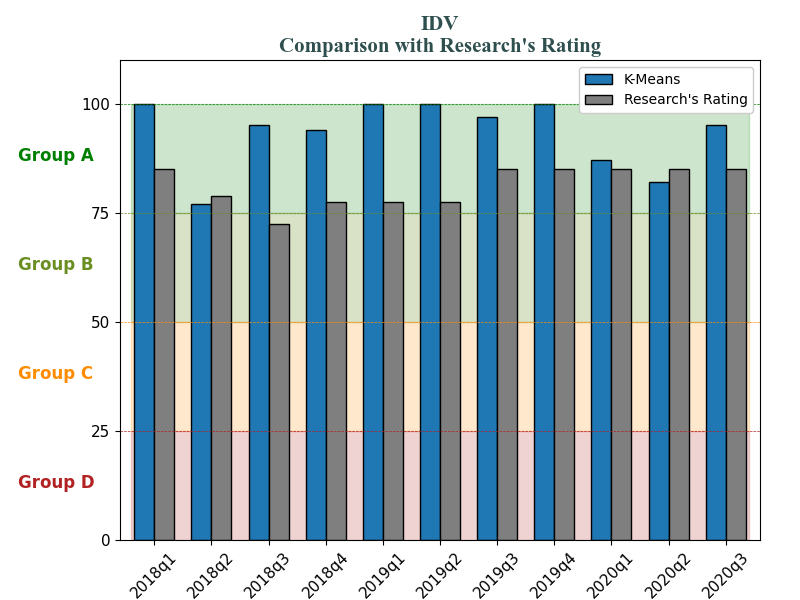 IDV
Comparison with Research's Rating
K-Means
Research's Rating
100
Group A
75
Group B
50
Group C
25
Group D
0
2018q1
2018q2
2018q3
2018q4
2019q1
2019q2
2019q3
2019q4
2020q1
2020q2
2020q3